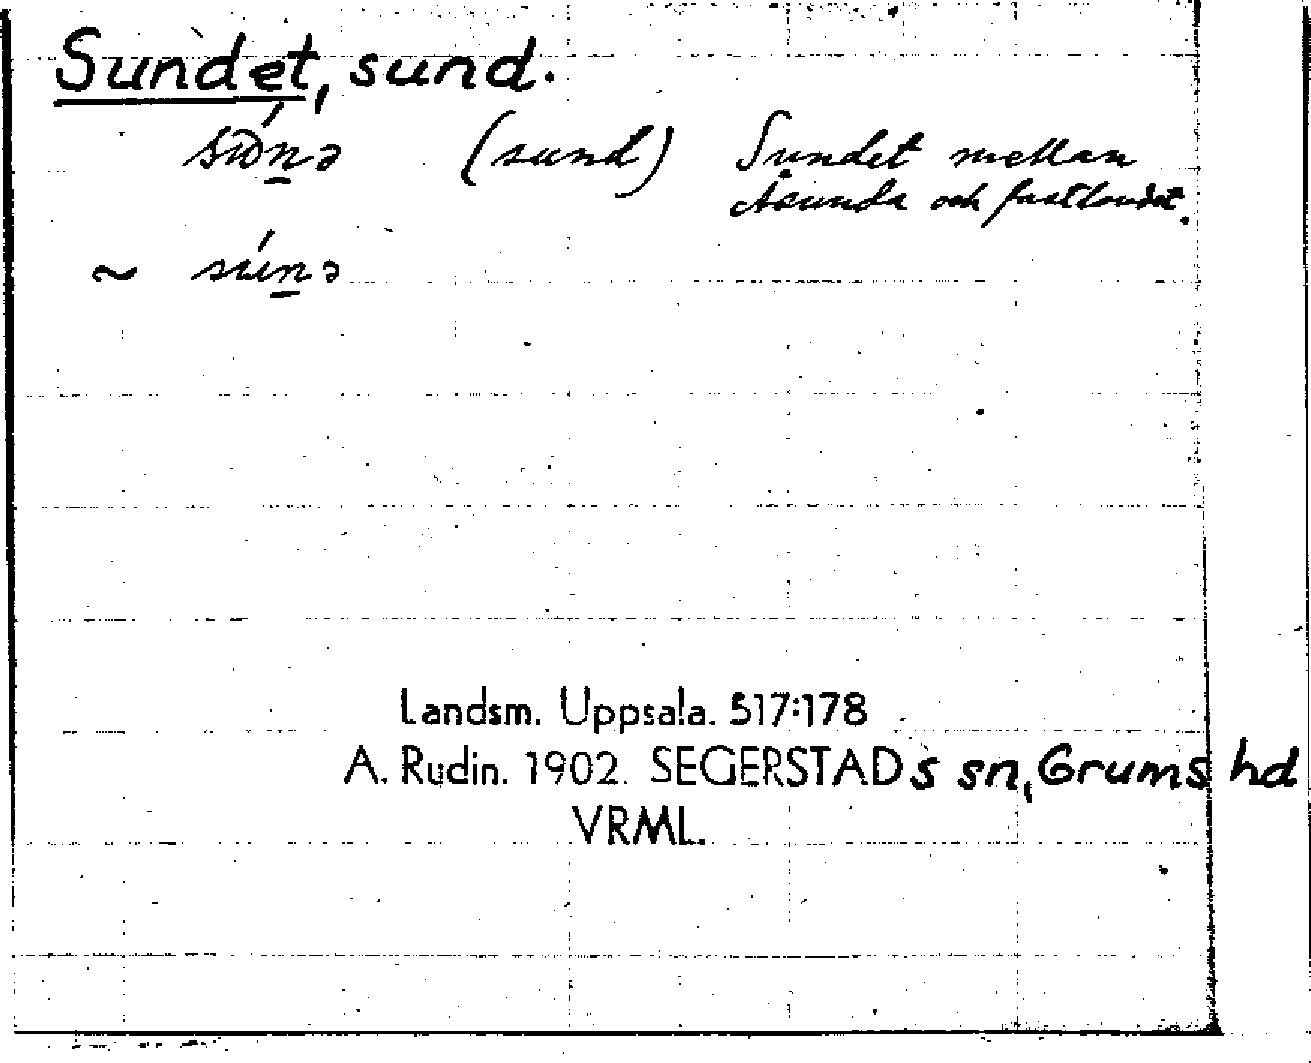 Sundet, sund.
(sund) Sundet mellan
Åsunda och fastlandet.
~
Landsm. Uppsala. 517:178
A. Rudin. 1902. SEGERSTADs sn, Grums hd
VRML.